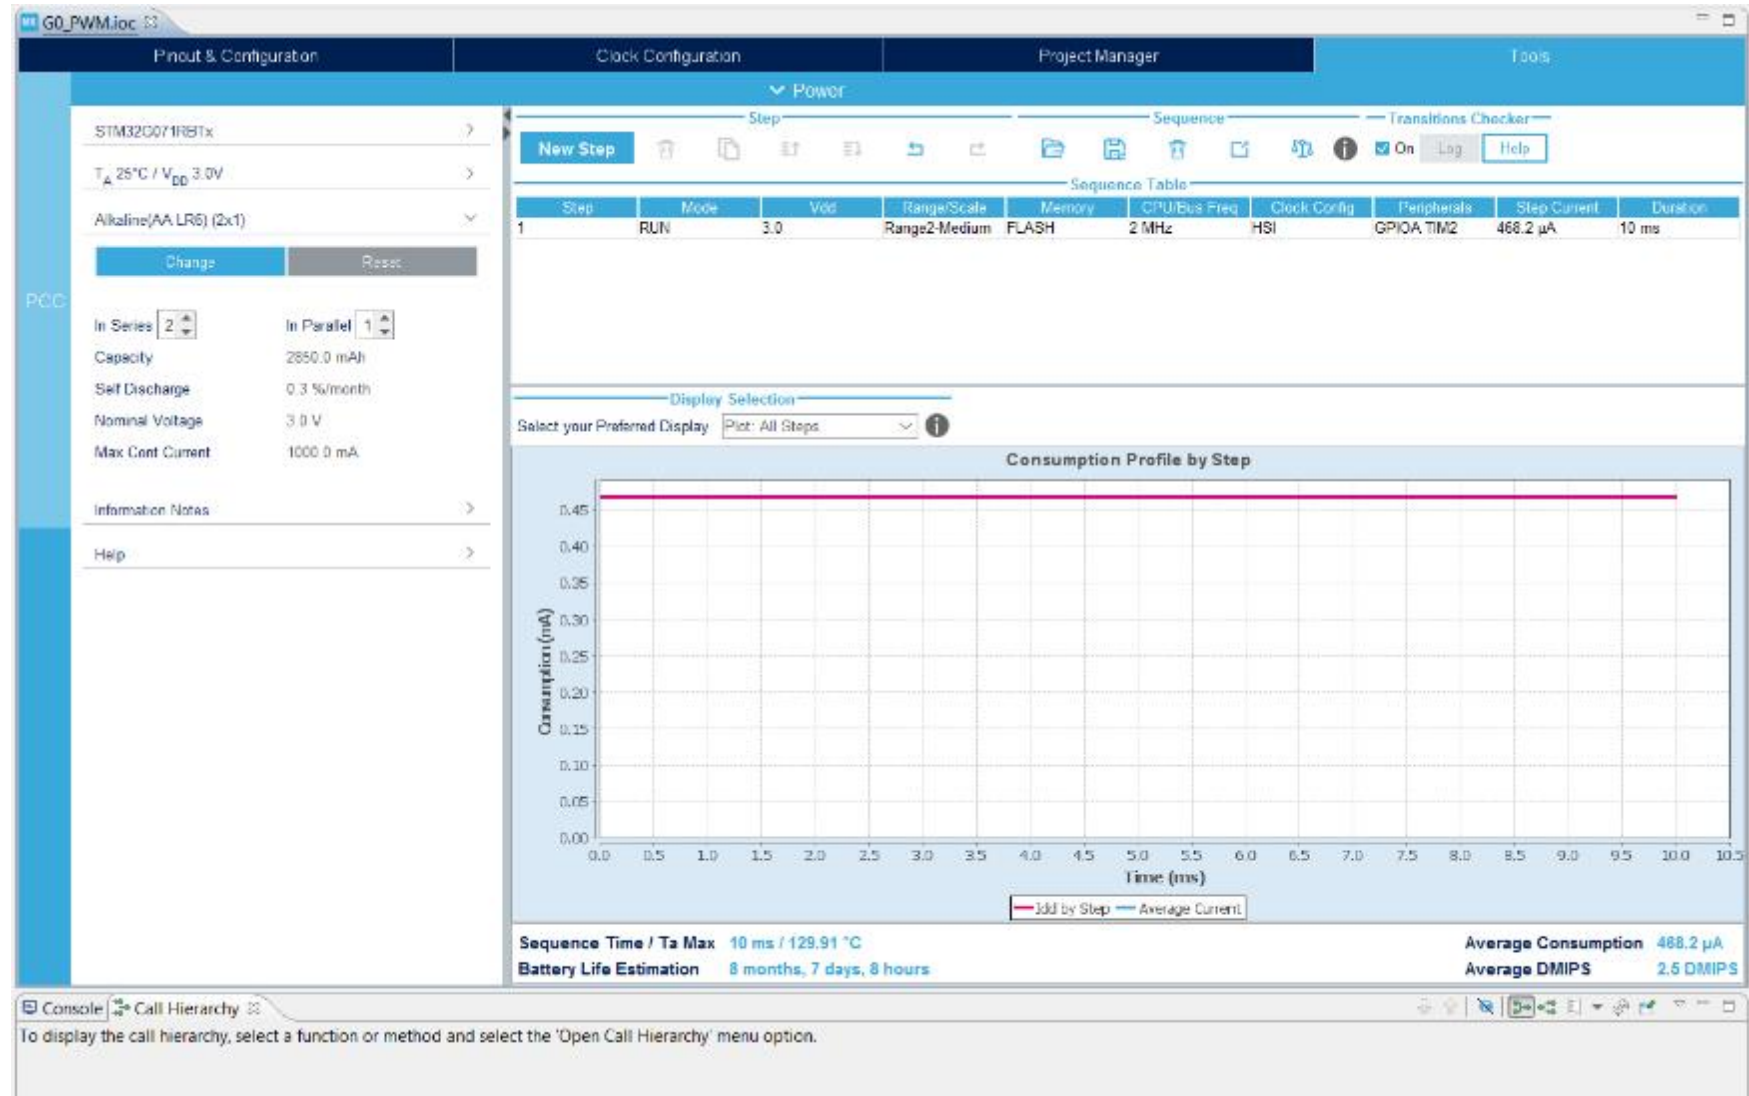 G0_PWM.ioc
Pinout & Configuration
Clock Configuration
Project Manager
Tools
Power
PCC
STM32G071RBTx
TA 25°C / VDD 3.0V
Alkaline(AA LR6) (2x1)
Change
Reset
In Series 2
In Parallel 1
Capacity 2850.0 mAh
Self Discharge 0.3 %/month
Nominal Voltage 3.0 V
Max Cont Current 1000.0 mA
Information Notes
Help
Step
Sequence
Transitions Checker
New Step
On
Log
Help
Sequence Table
Step Mode Vdd Range/Scale Memory CPU/Bus Freq Clock Config Peripherals Step Current Duration
1 RUN 3.0 Range2-Medium FLASH 2 MHz HSI GPIOA TIM2 468.2 µA 10 ms
Display Selection
Select your Preferred Display Plot: All Steps
Consumption Profile by Step
Consumption (mA)
0.45
0.40
0.35
0.30
0.25
0.20
0.15
0.10
0.05
0.00
0.0 0.5 1.0 1.5 2.0 2.5 3.0 3.5 4.0 4.5 5.0 5.5 6.0 6.5 7.0 7.5 8.0 8.5 9.0 9.5 10.0 10.5
Time (ms)
Idd by Step Average Current
Sequence Time / Ta Max 10 ms / 129.91 °C
Average Consumption 468.2 µA
Battery Life Estimation 8 months, 7 days, 8 hours
Average DMIPS 2.5 DMIPS
Console
Call Hierarchy
To display the call hierarchy, select a function or method and select the 'Open Call Hierarchy' menu option.